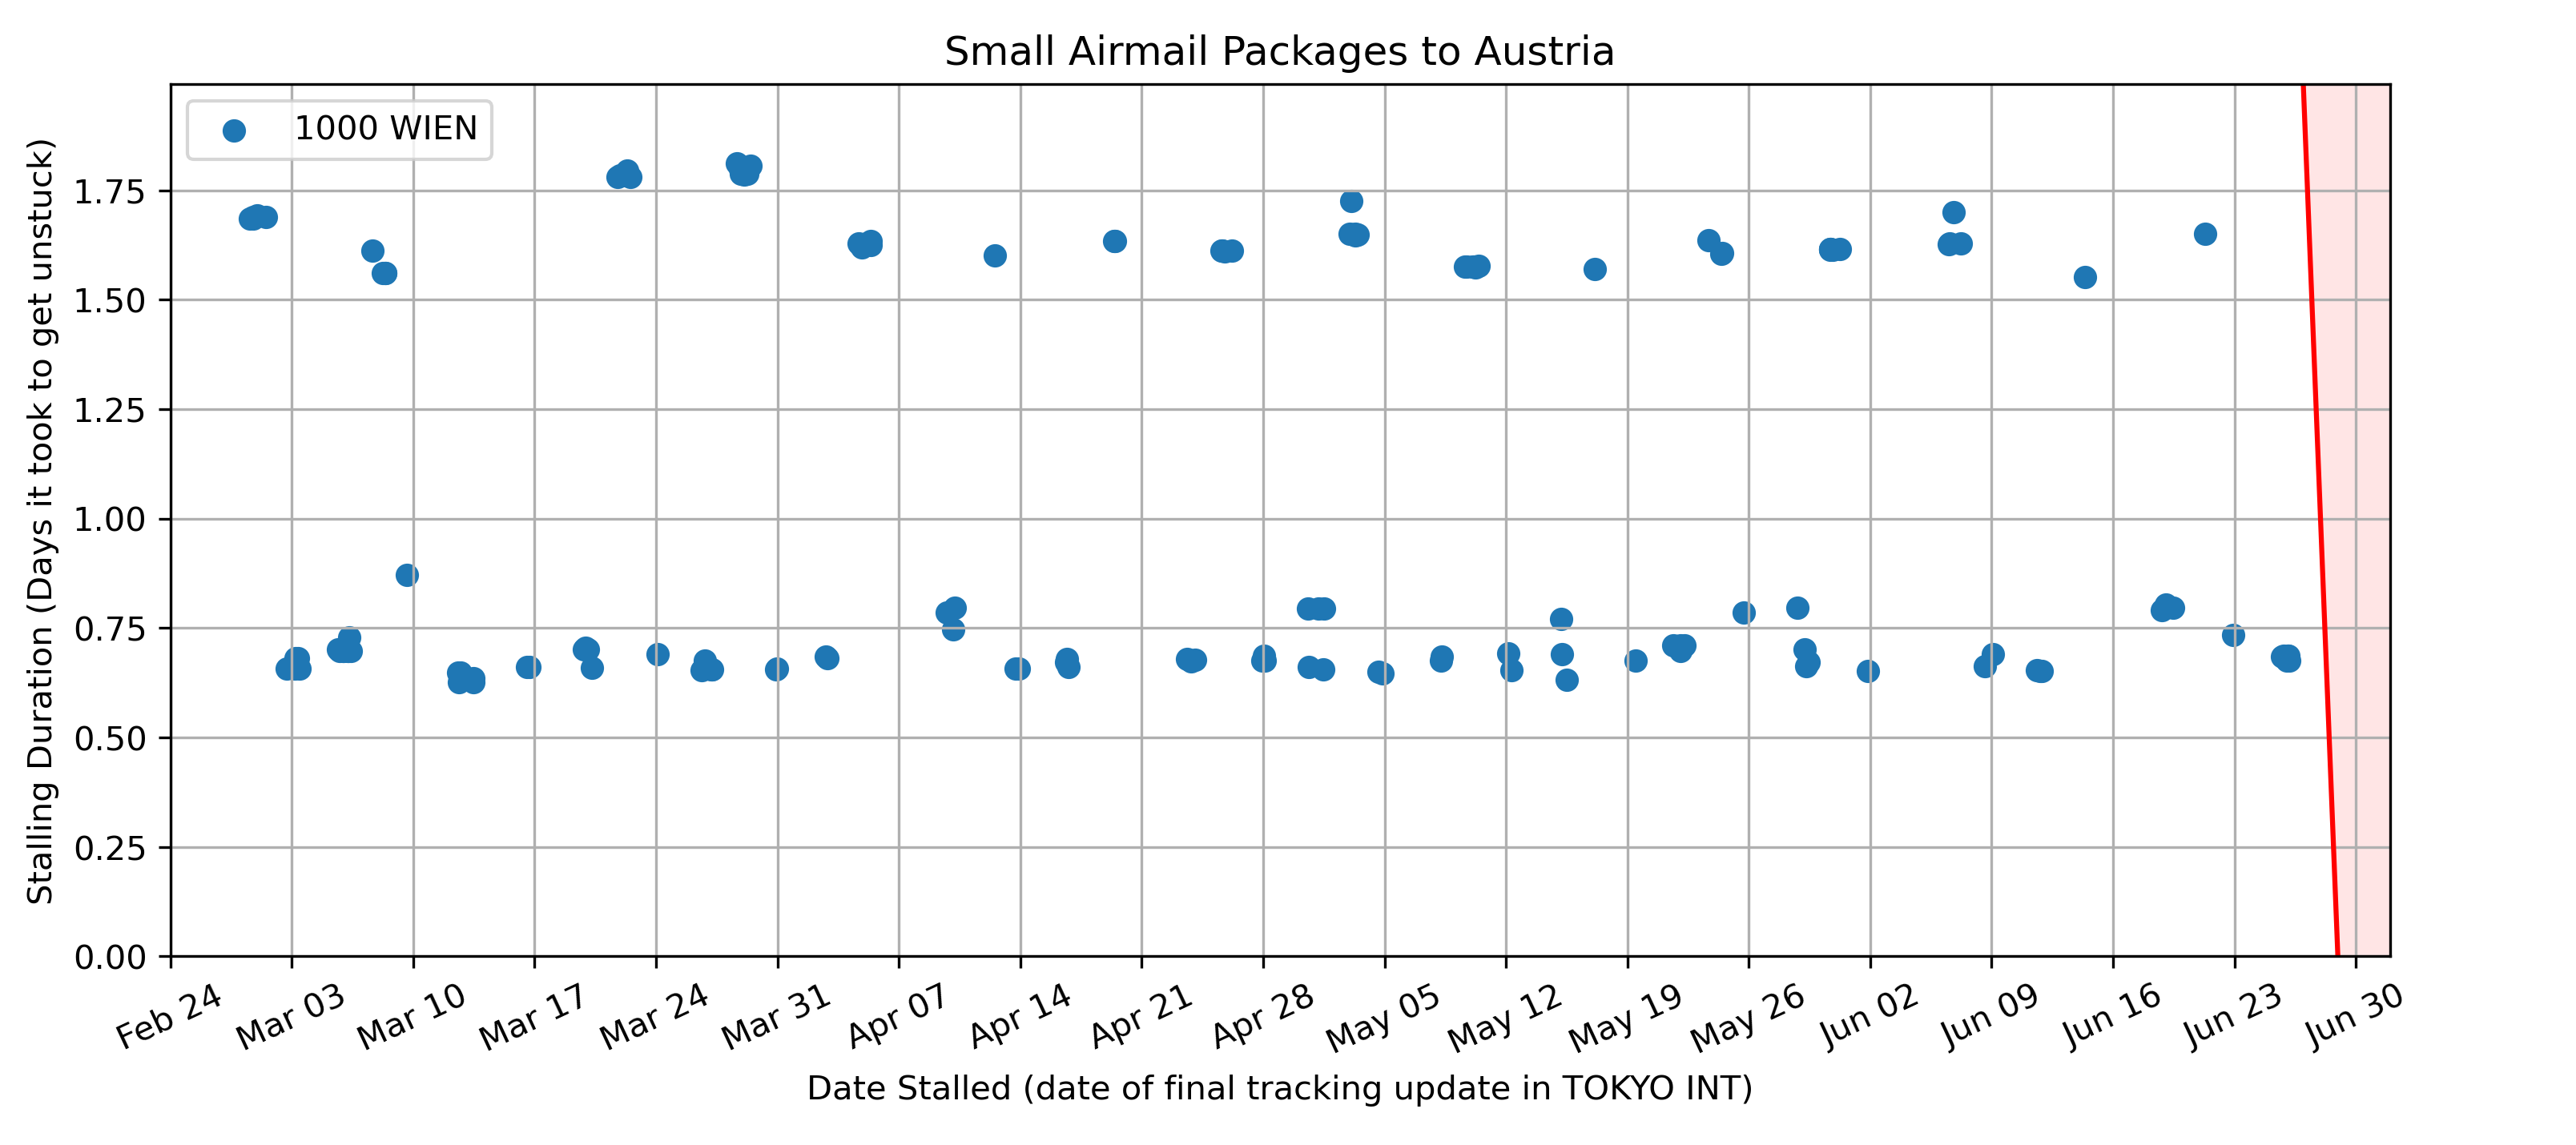 Small Airmail Packages to Austria
1000 WIEN
Stalling Duration (Days it took to get unstuck)
1.75
1.50
1.25
1.00
0.75
0.50
0.25
0.00
Feb 24
Mar 03
Mar 10
Mar 17
Mar 24
Mar 31
Apr 07
Apr 14
Apr 21
Apr 28
May 05
May 12
May 19
May 26
Jun 02
Jun 09
Jun 16
Jun 23
Jun 30
Date Stalled (date of final tracking update in TOKYO INT)